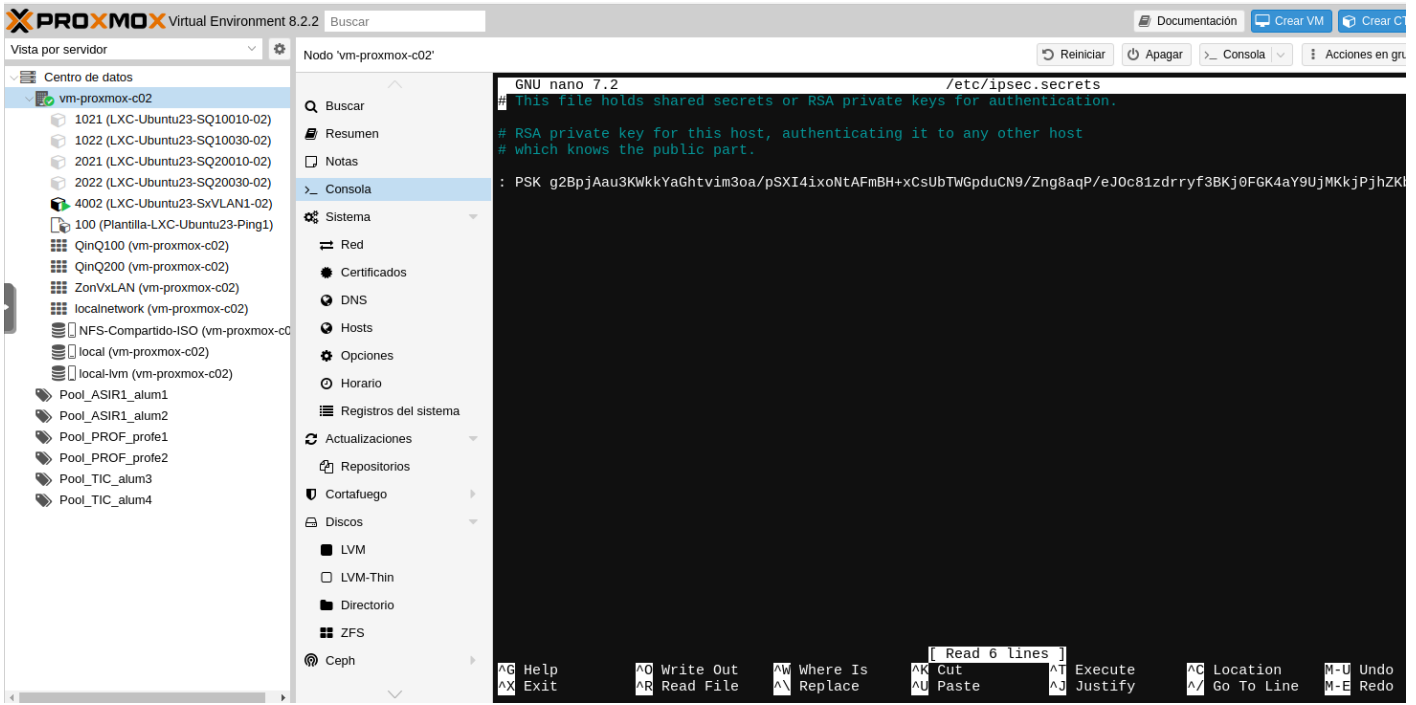 PROXMOX Virtual Environment 8.2.2 Buscar Documentación Crear VM Crear CT
Vista por servidor
Nodo 'vm-proxmox-c02' Reiniciar Apagar >_ Consola Acciones en gru
Centro de datos
vm-proxmox-c02
1021 (LXC-Ubuntu23-SQ10010-02)
1022 (LXC-Ubuntu23-SQ10030-02)
2021 (LXC-Ubuntu23-SQ20010-02)
2022 (LXC-Ubuntu23-SQ20030-02)
4002 (LXC-Ubuntu23-SxVLAN1-02)
100 (Plantilla-LXC-Ubuntu23-Ping1)
QinQ100 (vm-proxmox-c02)
QinQ200 (vm-proxmox-c02)
ZonVxLAN (vm-proxmox-c02)
localnetwork (vm-proxmox-c02)
NFS-Compartido-ISO (vm-proxmox-c0
local (vm-proxmox-c02)
local-lvm (vm-proxmox-c02)
Pool_ASIR1_alum1
Pool_ASIR1_alum2
Pool_PROF_profe1
Pool_PROF_profe2
Pool_TIC_alum3
Pool_TIC_alum4
Buscar
Resumen
Notas
>_ Consola
Sistema
Red
Certificados
DNS
Hosts
Opciones
Horario
Registros del sistema
Actualizaciones
Repositorios
Cortafuego
Discos
LVM
LVM-Thin
Directorio
ZFS
Ceph
GNU nano 7.2 /etc/ipsec.secrets
# This file holds shared secrets or RSA private keys for authentication.
# RSA private key for this host, authenticating it to any other host
# which knows the public part.
: PSK g2BpjAau3KWkkYaGhtvim3oa/pSXI4ixoNtAFmBH+xCsUbTWGpduCN9/Zng8aqP/eJOc81zdrryf3BKj0FGK4aY9UjMKkjPjhZKb
[ Read 6 lines ]
^G Help ^O Write Out ^W Where Is ^K Cut ^T Execute ^C Location M-U Undo
^X Exit ^R Read File ^\ Replace ^U Paste ^J Justify ^/ Go To Line M-E Redo